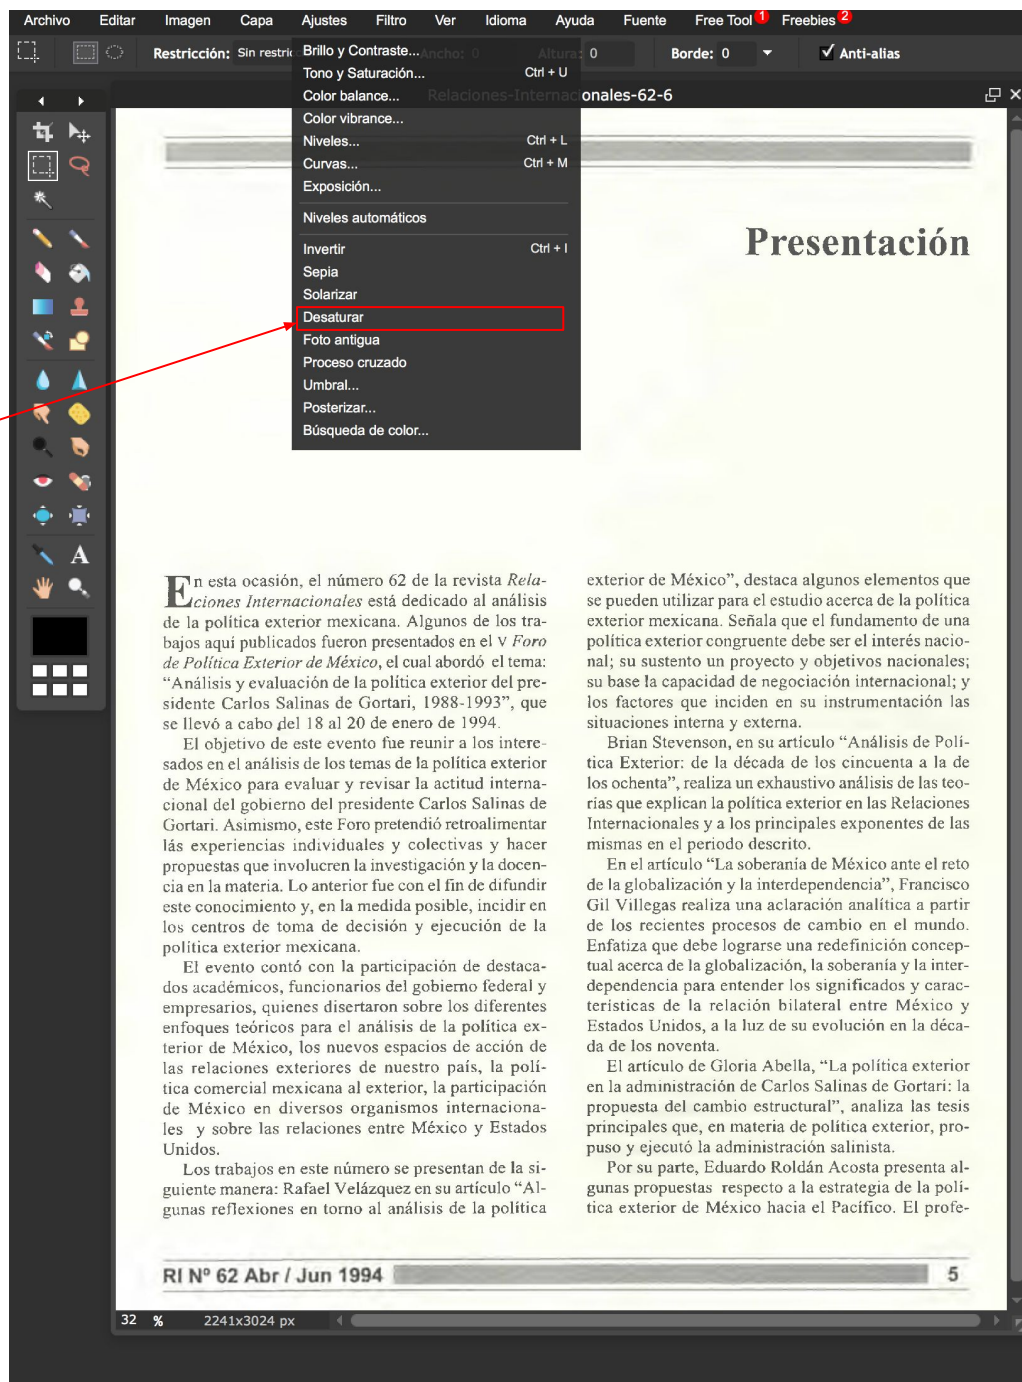 Archivo Editar Imagen Capa Ajustes Filtro Ver Idioma Ayuda Fuente Free Tool 1 Freebies 2
Restricción: Sin restric Ancho: 0 Altura: 0 Borde: 0 Anti-alias
Relaciones-Internacionales-62-6
Brillo y Contraste...
Tono y Saturación... Ctrl + U
Color balance...
Color vibrance...
Niveles... Ctrl + L
Curvas... Ctrl + M
Exposición...
Niveles automáticos
Invertir Ctrl + I
Sepia
Solarizar
Desaturar
Foto antigua
Proceso cruzado
Umbral...
Posterizar...
Búsqueda de color...
A
Presentación
En esta ocasión, el número 62 de la revista Rela-
ciones Internacionales está dedicado al análisis
de la política exterior mexicana. Algunos de los tra-
bajos aquí publicados fueron presentados en el V Foro
de Política Exterior de México, el cual abordó el tema:
“Análisis y evaluación de la política exterior del pre-
sidente Carlos Salinas de Gortari, 1988-1993”, que
se llevó a cabo del 18 al 20 de enero de 1994.
El objetivo de este evento fue reunir a los intere-
sados en el análisis de los temas de la política exterior
de México para evaluar y revisar la actitud interna-
cional del gobierno del presidente Carlos Salinas de
Gortari. Asimismo, este Foro pretendió retroalimentar
lás experiencias individuales y colectivas y hacer
propuestas que involucren la investigación y la docen-
cia en la materia. Lo anterior fue con el fin de difundir
este conocimiento y, en la medida posible, incidir en
los centros de toma de decisión y ejecución de la
política exterior mexicana.
El evento contó con la participación de destaca-
dos académicos, funcionarios del gobierno federal y
empresarios, quienes disertaron sobre los diferentes
enfoques teóricos para el análisis de la política ex-
terior de México, los nuevos espacios de acción de
las relaciones exteriores de nuestro país, la polí-
tica comercial mexicana al exterior, la participación
de México en diversos organismos internaciona-
les y sobre las relaciones entre México y Estados
Unidos.
Los trabajos en este número se presentan de la si-
guiente manera: Rafael Velázquez en su artículo “Al-
gunas reflexiones en torno al análisis de la política
exterior de México”, destaca algunos elementos que
se pueden utilizar para el estudio acerca de la política
exterior mexicana. Señala que el fundamento de una
política exterior congruente debe ser el interés nacio-
nal; su sustento un proyecto y objetivos nacionales;
su base la capacidad de negociación internacional; y
los factores que inciden en su instrumentación las
situaciones interna y externa.
Brian Stevenson, en su artículo “Análisis de Polí-
tica Exterior: de la década de los cincuenta a la de
los ochenta”, realiza un exhaustivo análisis de las teo-
rías que explican la política exterior en las Relaciones
Internacionales y a los principales exponentes de las
mismas en el periodo descrito.
En el artículo “La soberanía de México ante el reto
de la globalización y la interdependencia”, Francisco
Gil Villegas realiza una aclaración analítica a partir
de los recientes procesos de cambio en el mundo.
Enfatiza que debe lograrse una redefinición concep-
tual acerca de la globalización, la soberanía y la inter-
dependencia para entender los significados y carac-
terísticas de la relación bilateral entre México y
Estados Unidos, a la luz de su evolución en la déca-
da de los noventa.
El artículo de Gloria Abella, “La política exterior
en la administración de Carlos Salinas de Gortari: la
propuesta del cambio estructural”, analiza las tesis
principales que, en materia de política exterior, pro-
puso y ejecutó la administración salinista.
Por su parte, Eduardo Roldán Acosta presenta al-
gunas propuestas respecto a la estrategia de la polí-
tica exterior de México hacia el Pacífico. El profe-
RI Nº 62 Abr / Jun 1994 5
32 % 2241x3024 px